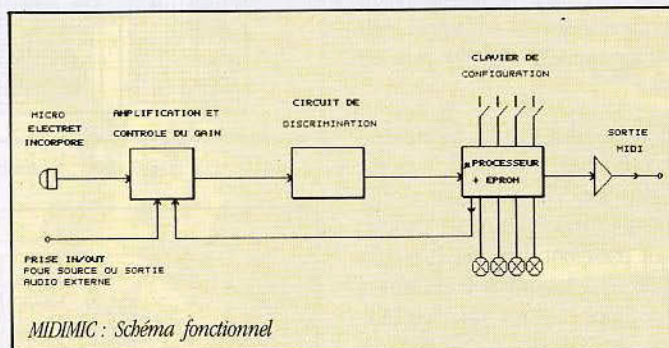 CLAVIER DE
CONFIGURATION
CIRCUIT DE
DISCRIMINATION
AMPLIFICATION ET
CONTROLE DU GAIN
MICRO
ELECTRET
INCORPORE
SORTIE
MIDI
µPROCESSEUR
+ EPROM
PRISE IN/OUT
POUR SOURCE OU SORTIE
AUDIO EXTERNE
MIDIMIC : Schéma fonctionnel